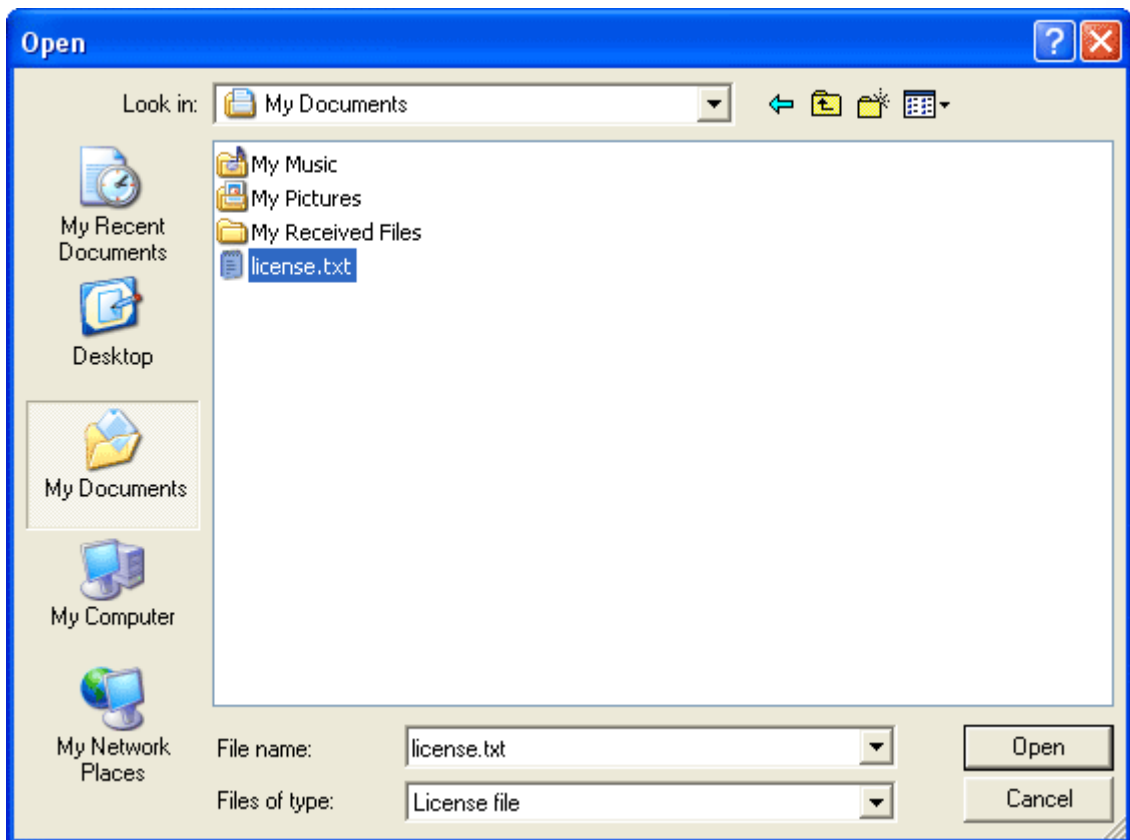 Open
Look in:
My Documents
My Music
My Pictures
My Received Files
license.txt
My Recent
Documents
Desktop
My Documents
My Computer
My Network
Places
File name:
license.txt
Open
Files of type:
License file
Cancel